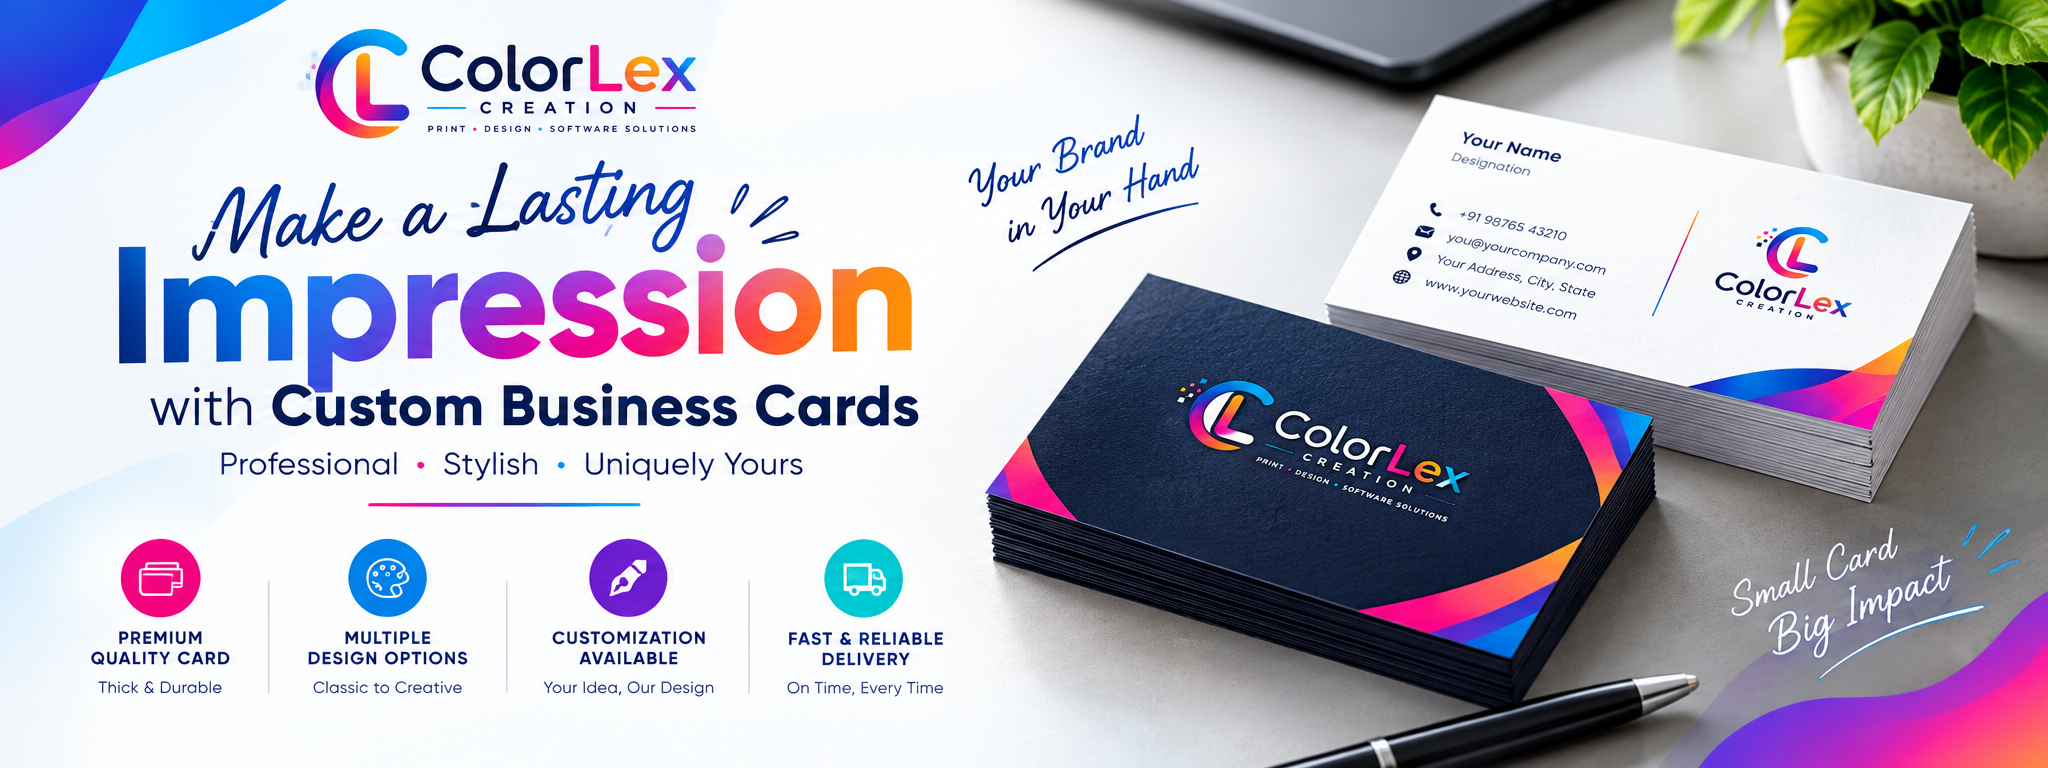 ColorLex
CREATION
PRINT • DESIGN • SOFTWARE SOLUTIONS
Make a Lasting
Impression
with Custom Business Cards
Professional • Stylish • Uniquely Yours
PREMIUM
QUALITY CARD
Thick & Durable
MULTIPLE
DESIGN OPTIONS
Classic to Creative
CUSTOMIZATION
AVAILABLE
Your Idea, Our Design
FAST & RELIABLE
DELIVERY
On Time, Every Time
Your Brand
in Your Hand
Your Name
Designation
+91 98765 43210
you@yourcompany.com
Your Address, City, State
www.yourwebsite.com
ColorLex
CREATION
ColorLex
CREATION
PRINT • DESIGN • SOFTWARE SOLUTIONS
Small Card
Big Impact